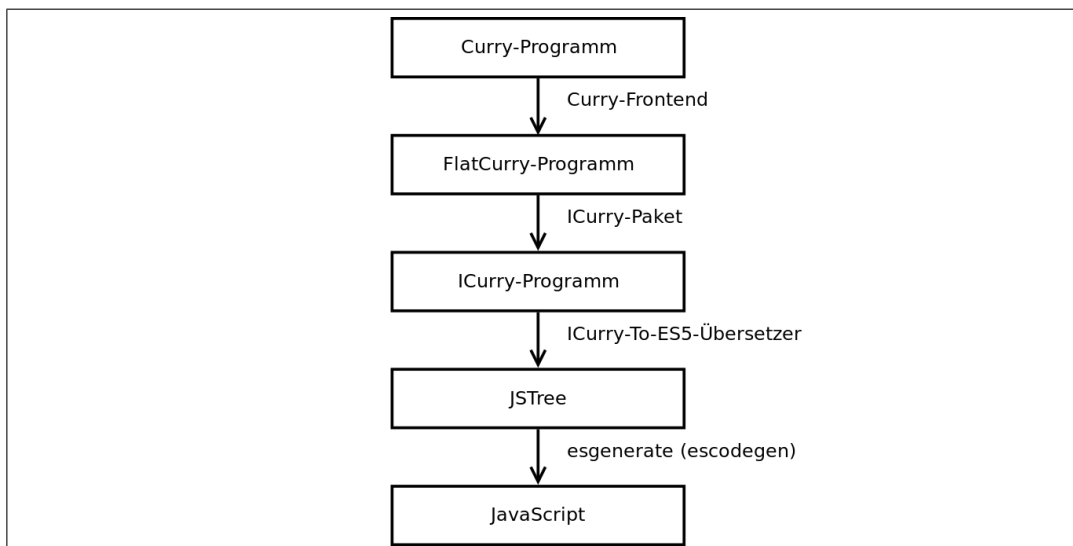 Curry-Programm
Curry-Frontend
FlatCurry-Programm
ICurry-Paket
ICurry-Programm
ICurry-To-ES5-Übersetzer
JSTree
esgenerate (escodegen)
JavaScript